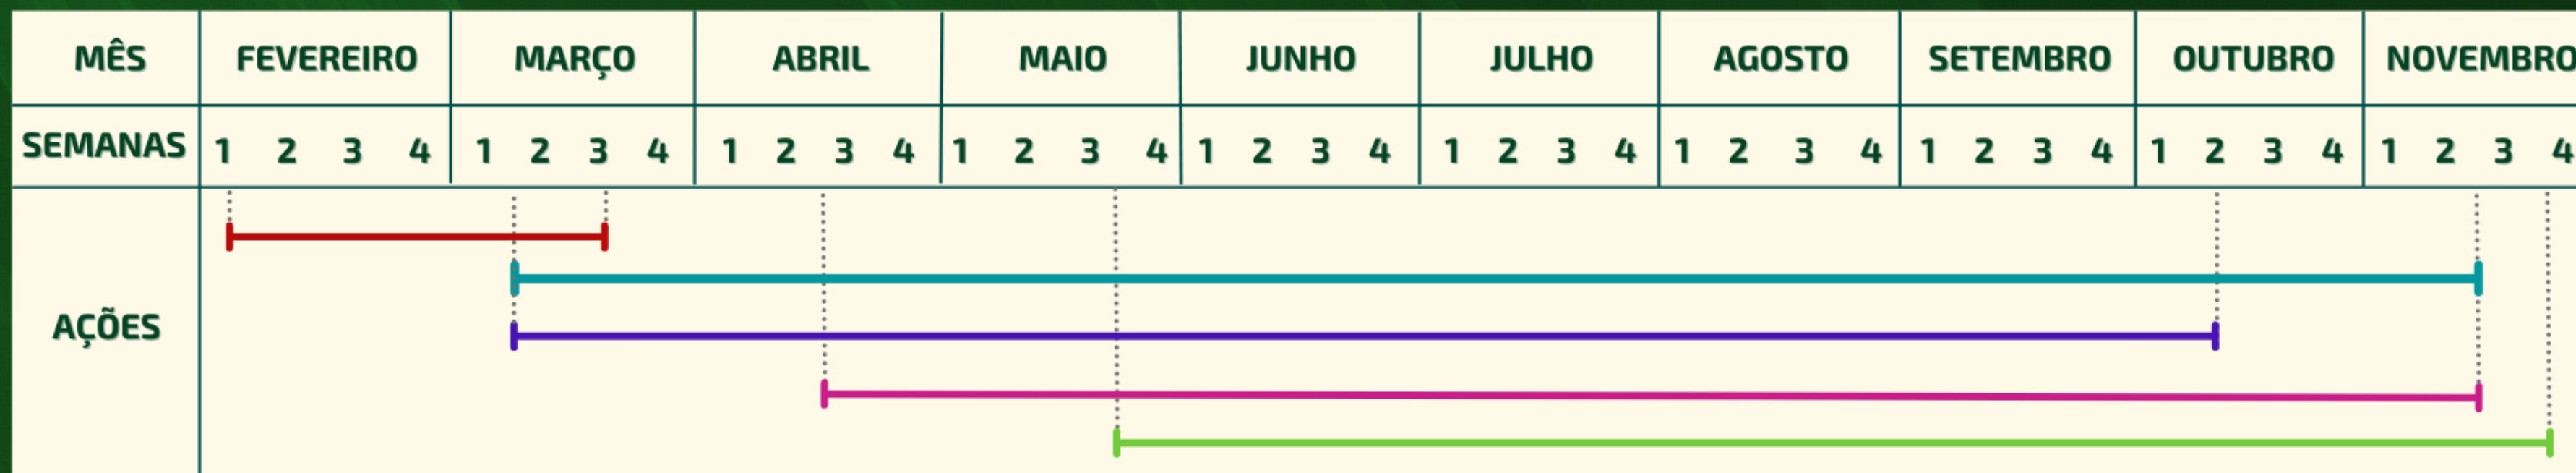 MÊS FEVEREIRO MARÇO ABRIL MAIO JUNHO JULHO AGOSTO SETEMBRO OUTUBRO NOVEMBRO
SEMANAS 1 2 3 4 1 2 3 4 1 2 3 4 1 2 3 4 1 2 3 4 1 2 3 4 1 2 3 4 1 2 3 4 1 2 3 4 1 2 3 4
AÇÕES